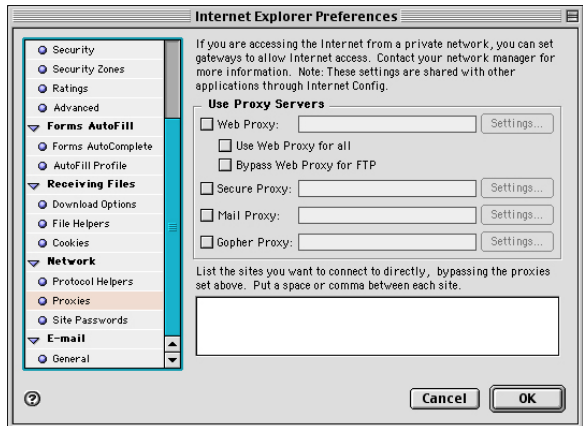 Internet Explorer Preferences
Security
Security Zones
Ratings
Advanced
Forms AutoFill
Forms AutoComplete
AutoFill Profile
Receiving Files
Download Options
File Helpers
Cookies
Network
Protocol Helpers
Proxies
Site Passwords
E-mail
General
If you are accessing the Internet from a private network, you can set
gateways to allow Internet access. Contact your network manager for
more information. Note: These settings are shared with other
applications through Internet Config.
Use Proxy Servers
Web Proxy: Settings...
Use Web Proxy for all
Bypass Web Proxy for FTP
Secure Proxy: Settings...
Mail Proxy: Settings...
Gopher Proxy: Settings...
List the sites you want to connect to directly, bypassing the proxies
set above. Put a space or comma between each site.
?
Cancel OK